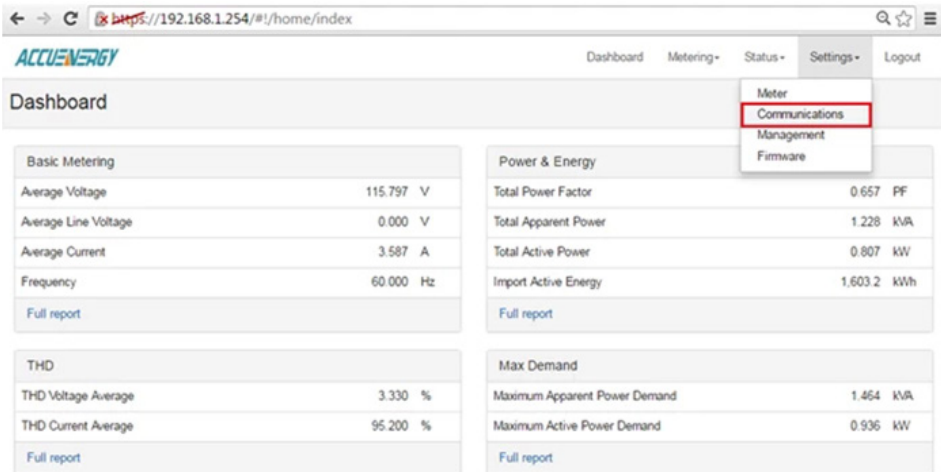 https://192.168.1.254/#!/home/index
ACCUENERGY
Dashboard Metering Status Settings Logout
Dashboard
Meter
Communications
Management
Firmware
Basic Metering
Average Voltage 115.797 V
Average Line Voltage 0.000 V
Average Current 3.587 A
Frequency 60.000 Hz
Full report
Power & Energy
Total Power Factor 0.657 PF
Total Apparent Power 1.228 kVA
Total Active Power 0.807 kW
Import Active Energy 1,603.2 kWh
Full report
THD
THD Voltage Average 3.330 %
THD Current Average 95.200 %
Full report
Max Demand
Maximum Apparent Power Demand 1.464 kVA
Maximum Active Power Demand 0.936 kW
Full report